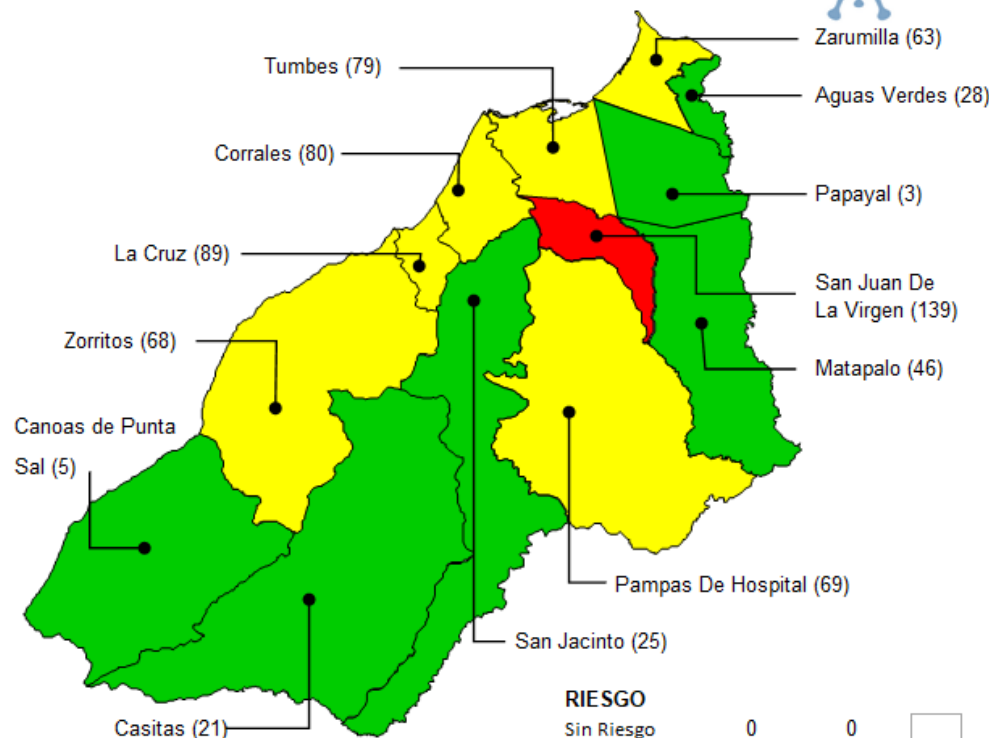 Zarumilla (63)
Tumbes (79)
Aguas Verdes (28)
Corrales (80)
Papayal (3)
La Cruz (89)
San Juan De
La Virgen (139)
Zorritos (68)
Matapalo (46)
Canoas de Punta
Sal (5)
Pampas De Hospital (69)
San Jacinto (25)
RIESGO
Sin Riesgo 0 0
Casitas (21)